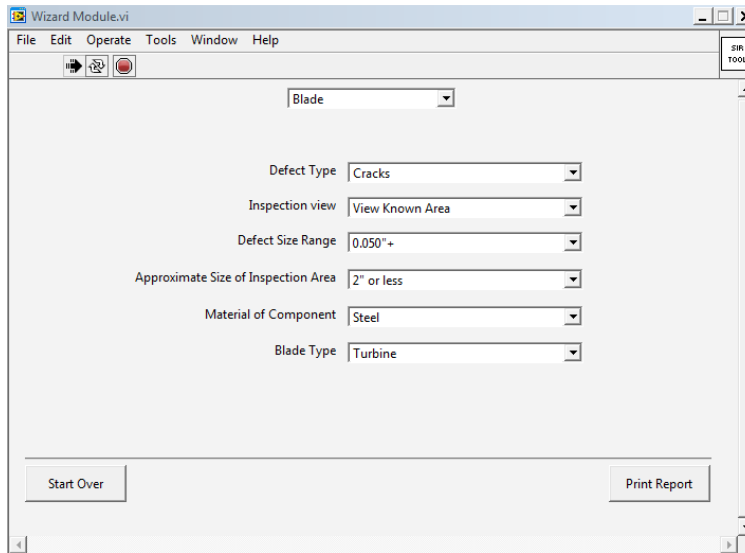 Wizard Module.vi
File Edit Operate Tools Window Help
SIR
TOOL
Blade
Defect Type Cracks
Inspection view View Known Area
Defect Size Range 0.050"+
Approximate Size of Inspection Area 2" or less
Material of Component Steel
Blade Type Turbine
Start Over Print Report